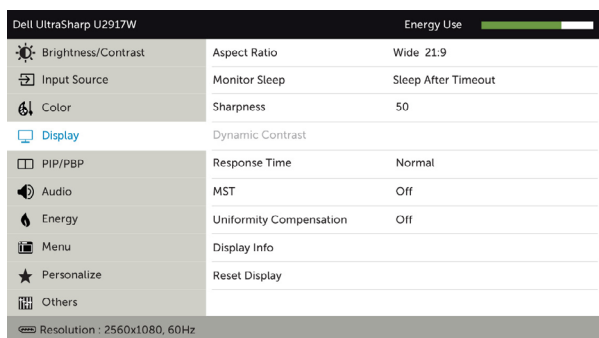 Dell UltraSharp U2917W Energy Use
Brightness/Contrast
Input Source
Color
Display
PIP/PBP
Audio
Energy
Menu
Personalize
Others
Aspect Ratio Wide 21:9
Monitor Sleep Sleep After Timeout
Sharpness 50
Dynamic Contrast
Response Time Normal
MST Off
Uniformity Compensation Off
Display Info
Reset Display
Resolution : 2560x1080, 60Hz